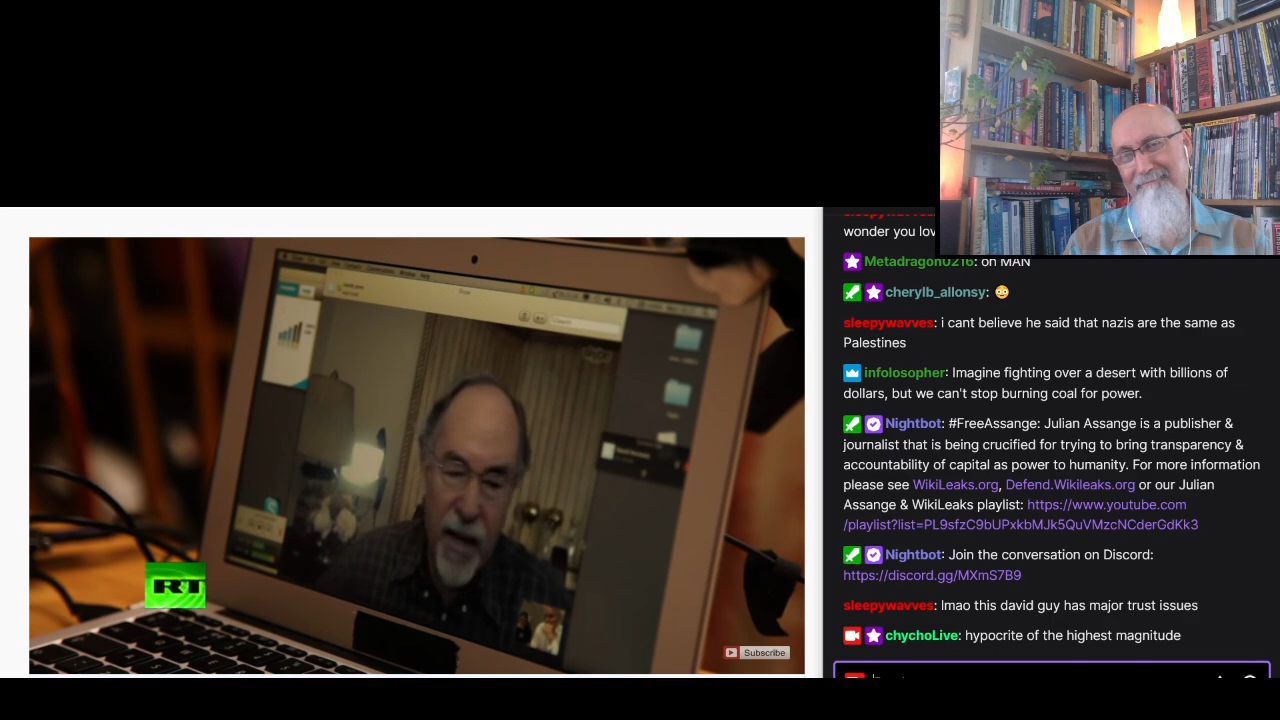 wonder you lov
Metadragon0216: oh MAN
cherylb_allonsy:
sleepywavves: i cant believe he said that nazis are the same as
Palestines
infolosopher: Imagine fighting over a desert with billions of
dollars, but we can't stop burning coal for power.
Nightbot: #FreeAssange: Julian Assange is a publisher &
journalist that is being crucified for trying to bring transparency &
accountability of capital as power to humanity. For more information
please see WikiLeaks.org, Defend.Wikileaks.org or our Julian
Assange & WikiLeaks playlist: https://www.youtube.com
/playlist?list=PL9sfzC9bUPxkbMJk5QuVMzcNCderGdKk3
Nightbot: Join the conversation on Discord:
https://discord.gg/MXmS7B9
sleepywavves: lmao this david guy has major trust issues
chychoLive: hypocrite of the highest magnitude
RT
Subscribe